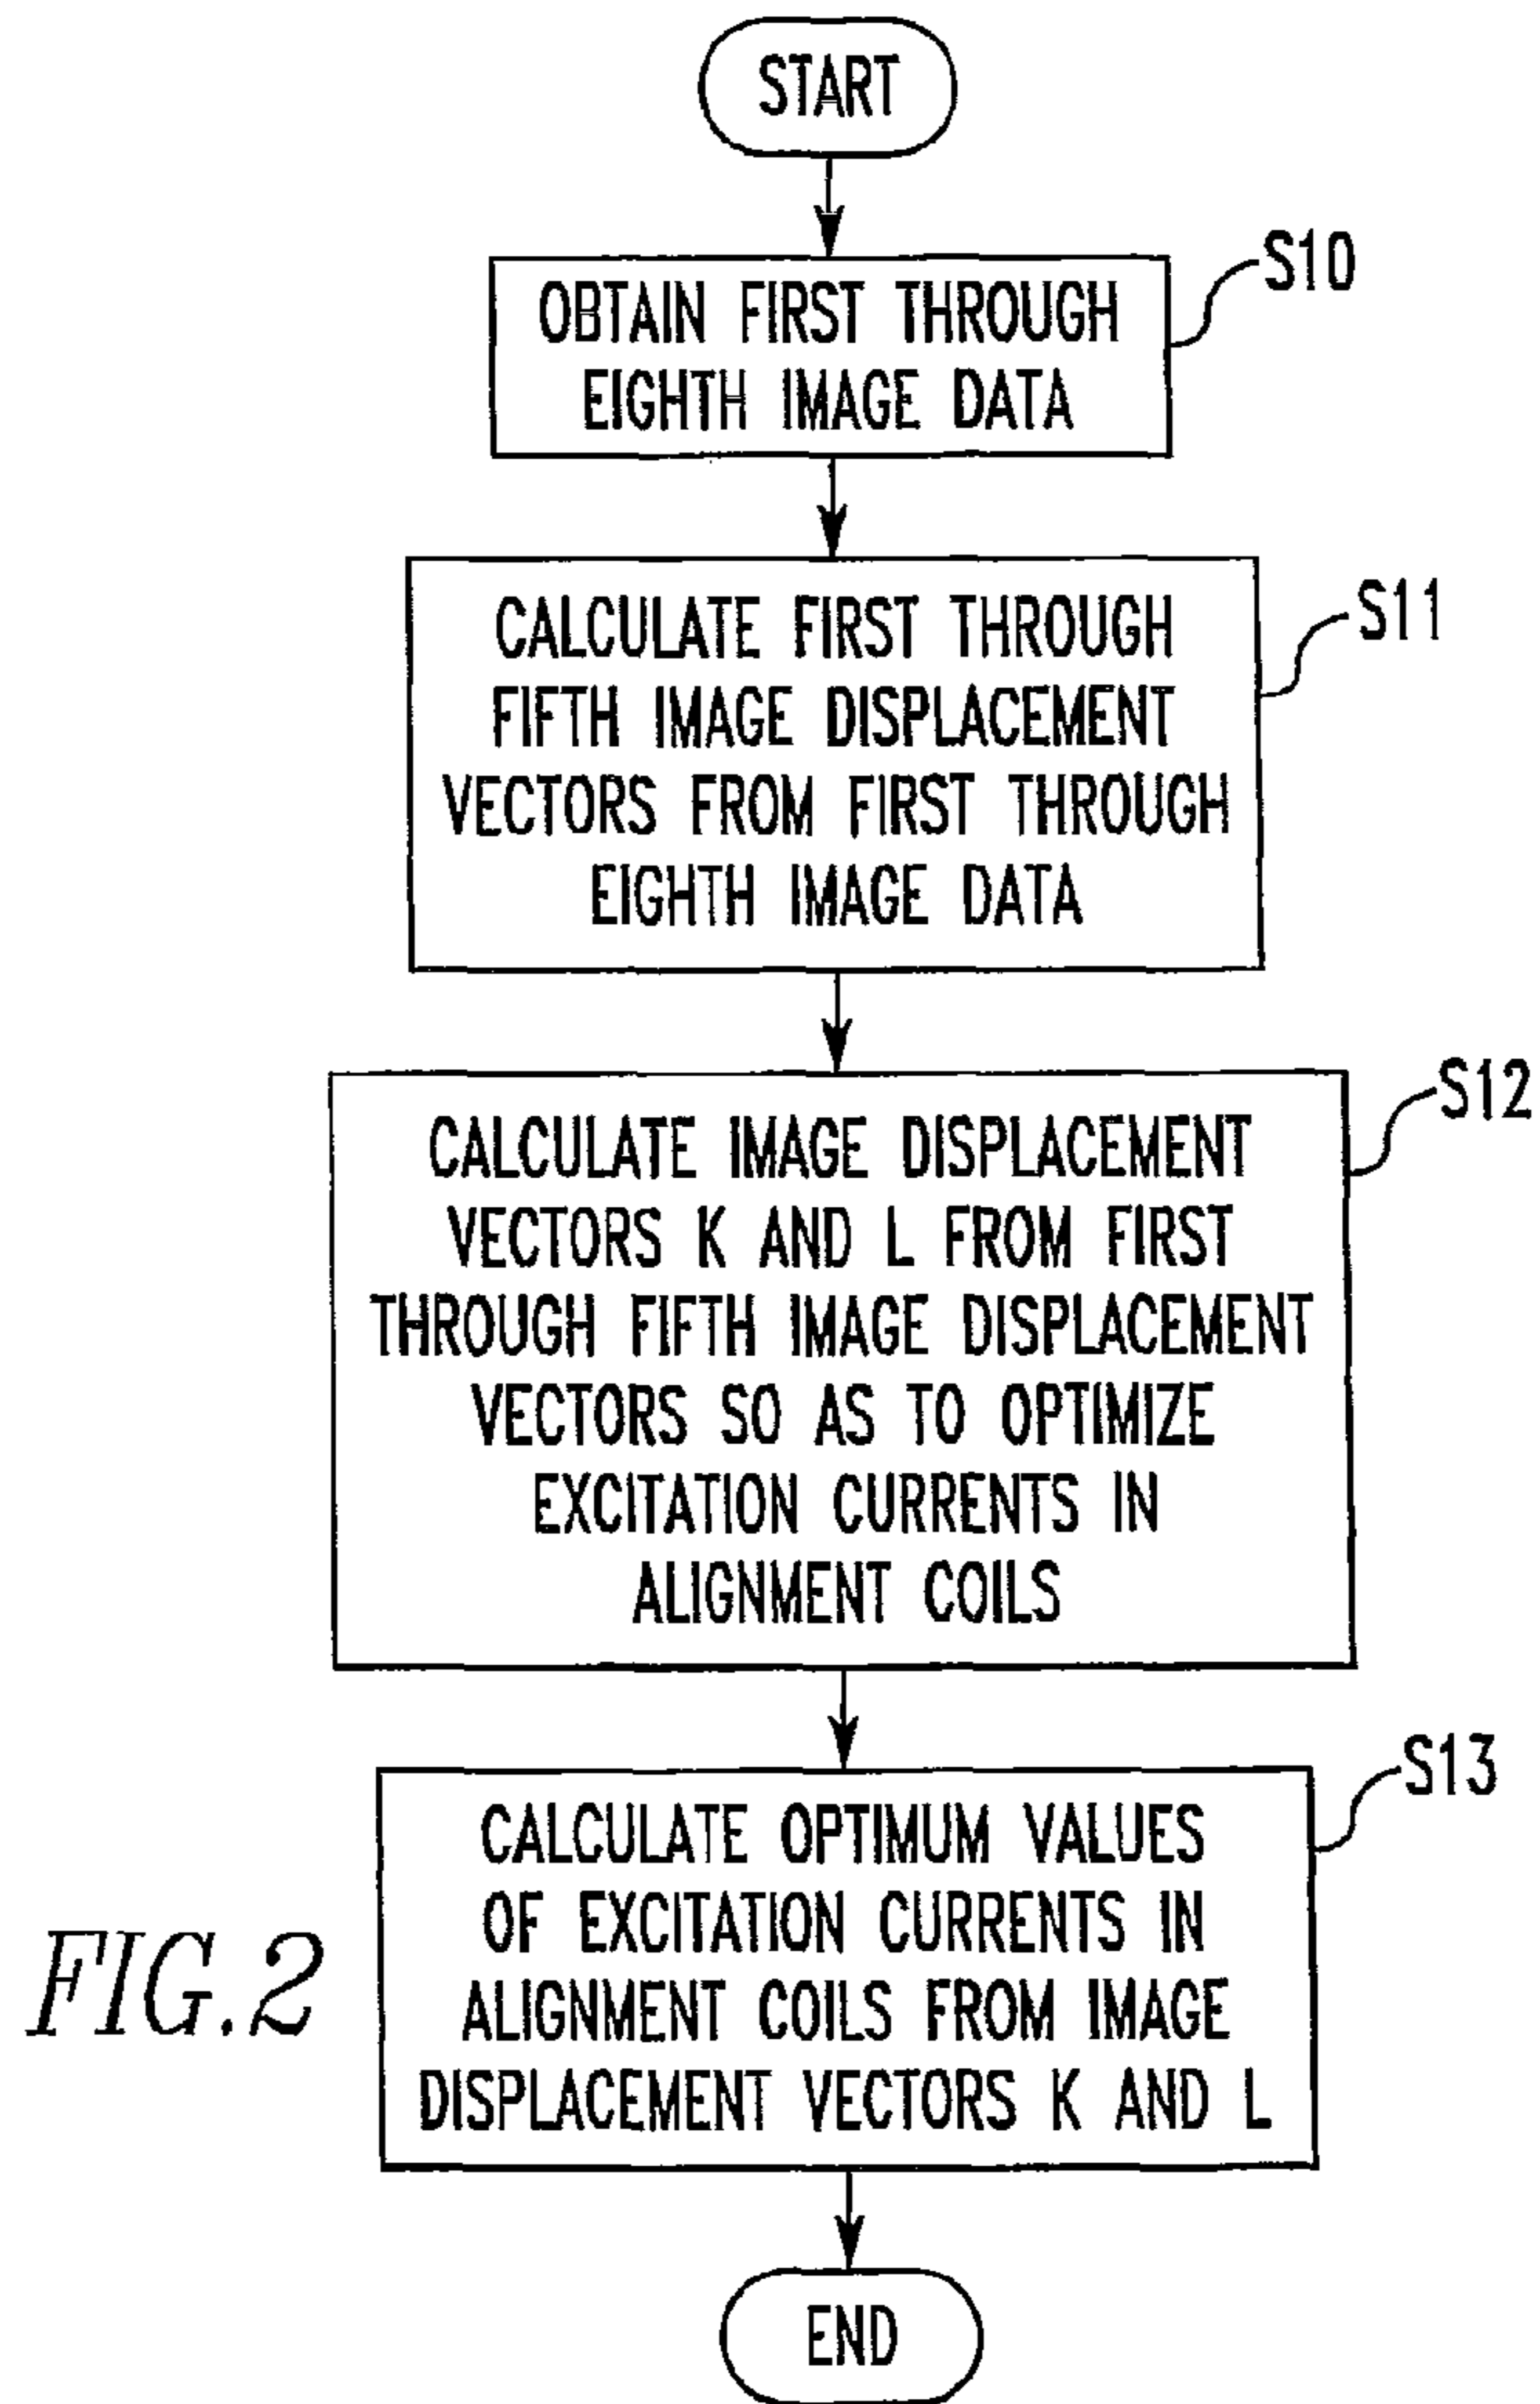 START
S10
OBTAIN FIRST THROUGH
EIGHTH IMAGE DATA
S11
CALCULATE FIRST THROUGH
FIFTH IMAGE DISPLACEMENT
VECTORS FROM FIRST THROUGH
EIGHTH IMAGE DATA
S12
CALCULATE IMAGE DISPLACEMENT
VECTORS K AND L FROM FIRST
THROUGH FIFTH IMAGE DISPLACEMENT
VECTORS SO AS TO OPTIMIZE
EXCITATION CURRENTS IN
ALIGNMENT COILS
S13
CALCULATE OPTIMUM VALUES
OF EXCITATION CURRENTS IN
ALIGNMENT COILS FROM IMAGE
DISPLACEMENT VECTORS K AND L
FIG.2
END